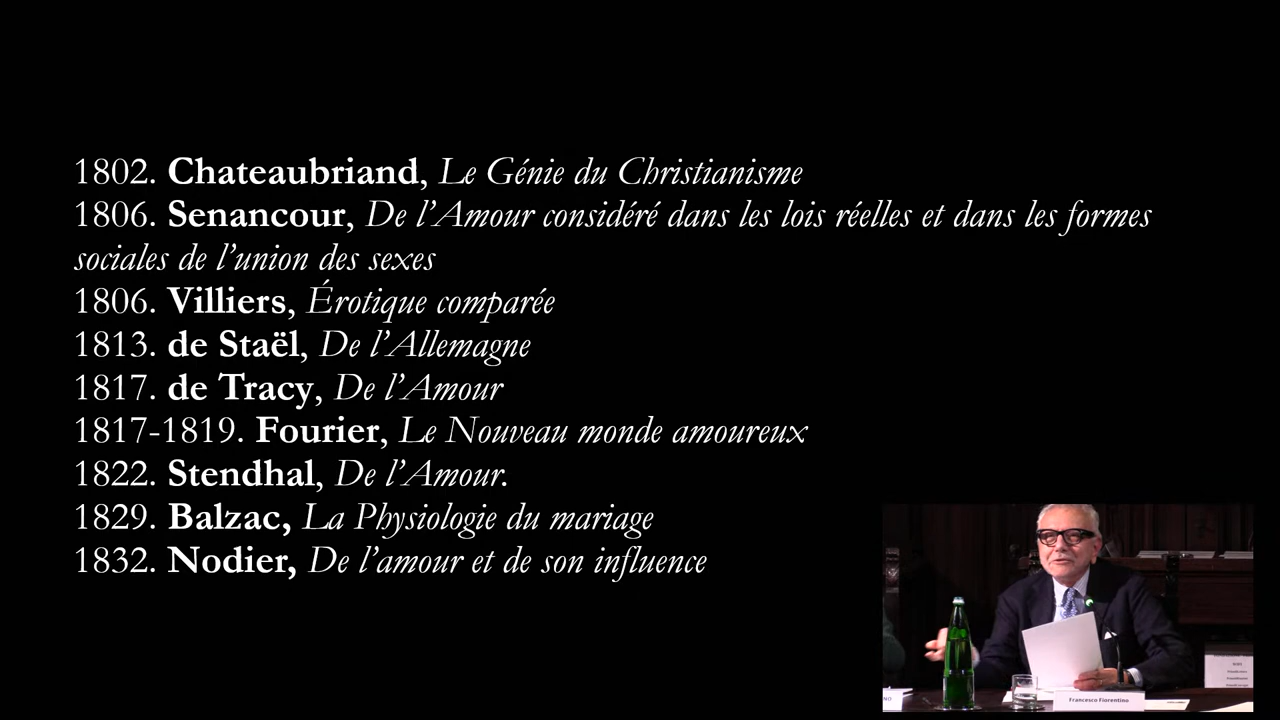 1802. Chateaubriand, Le Génie du Christianisme
1806. Senancour, De l’Amour considéré dans les lois réelles et dans les formes
sociales de l’union des sexes
1806. Villiers, Érotique comparée
1813. de Staël, De l’Allemagne
1817. de Tracy, De l’Amour
1817-1819. Fourier, Le Nouveau monde amoureux
1822. Stendhal, De l’Amour.
1829. Balzac, La Physiologie du mariage
1832. Nodier, De l’amour et de son influence
Francesco Fiorentino